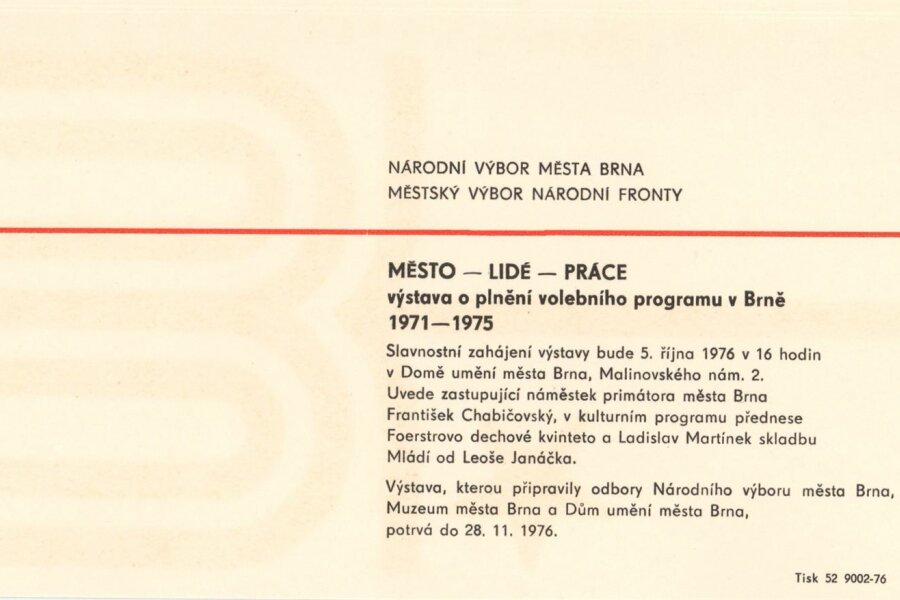 NÁRODNÍ VÝBOR MĚSTA BRNA
MĚSTSKÝ VÝBOR NÁRODNÍ FRONTY
MĚSTO — LIDÉ — PRÁCE
výstava o plnění volebního programu v Brně
1971—1975
Slavnostní zahájení výstavy bude 5. října 1976 v 16 hodin
v Domě umění města Brna, Malinovského nám. 2.
Uvede zastupující náměstek primátora města Brna
František Chabičovský, v kulturním programu přednese
Foerstrovo dechové kvinteto a Ladislav Martínek skladbu
Mládí od Leoše Janáčka.
Výstava, kterou připravily odbory Národního výboru města Brna,
Muzeum města Brna a Dům umění města Brna,
potrvá do 28. 11. 1976.
Tisk 52 9002-76